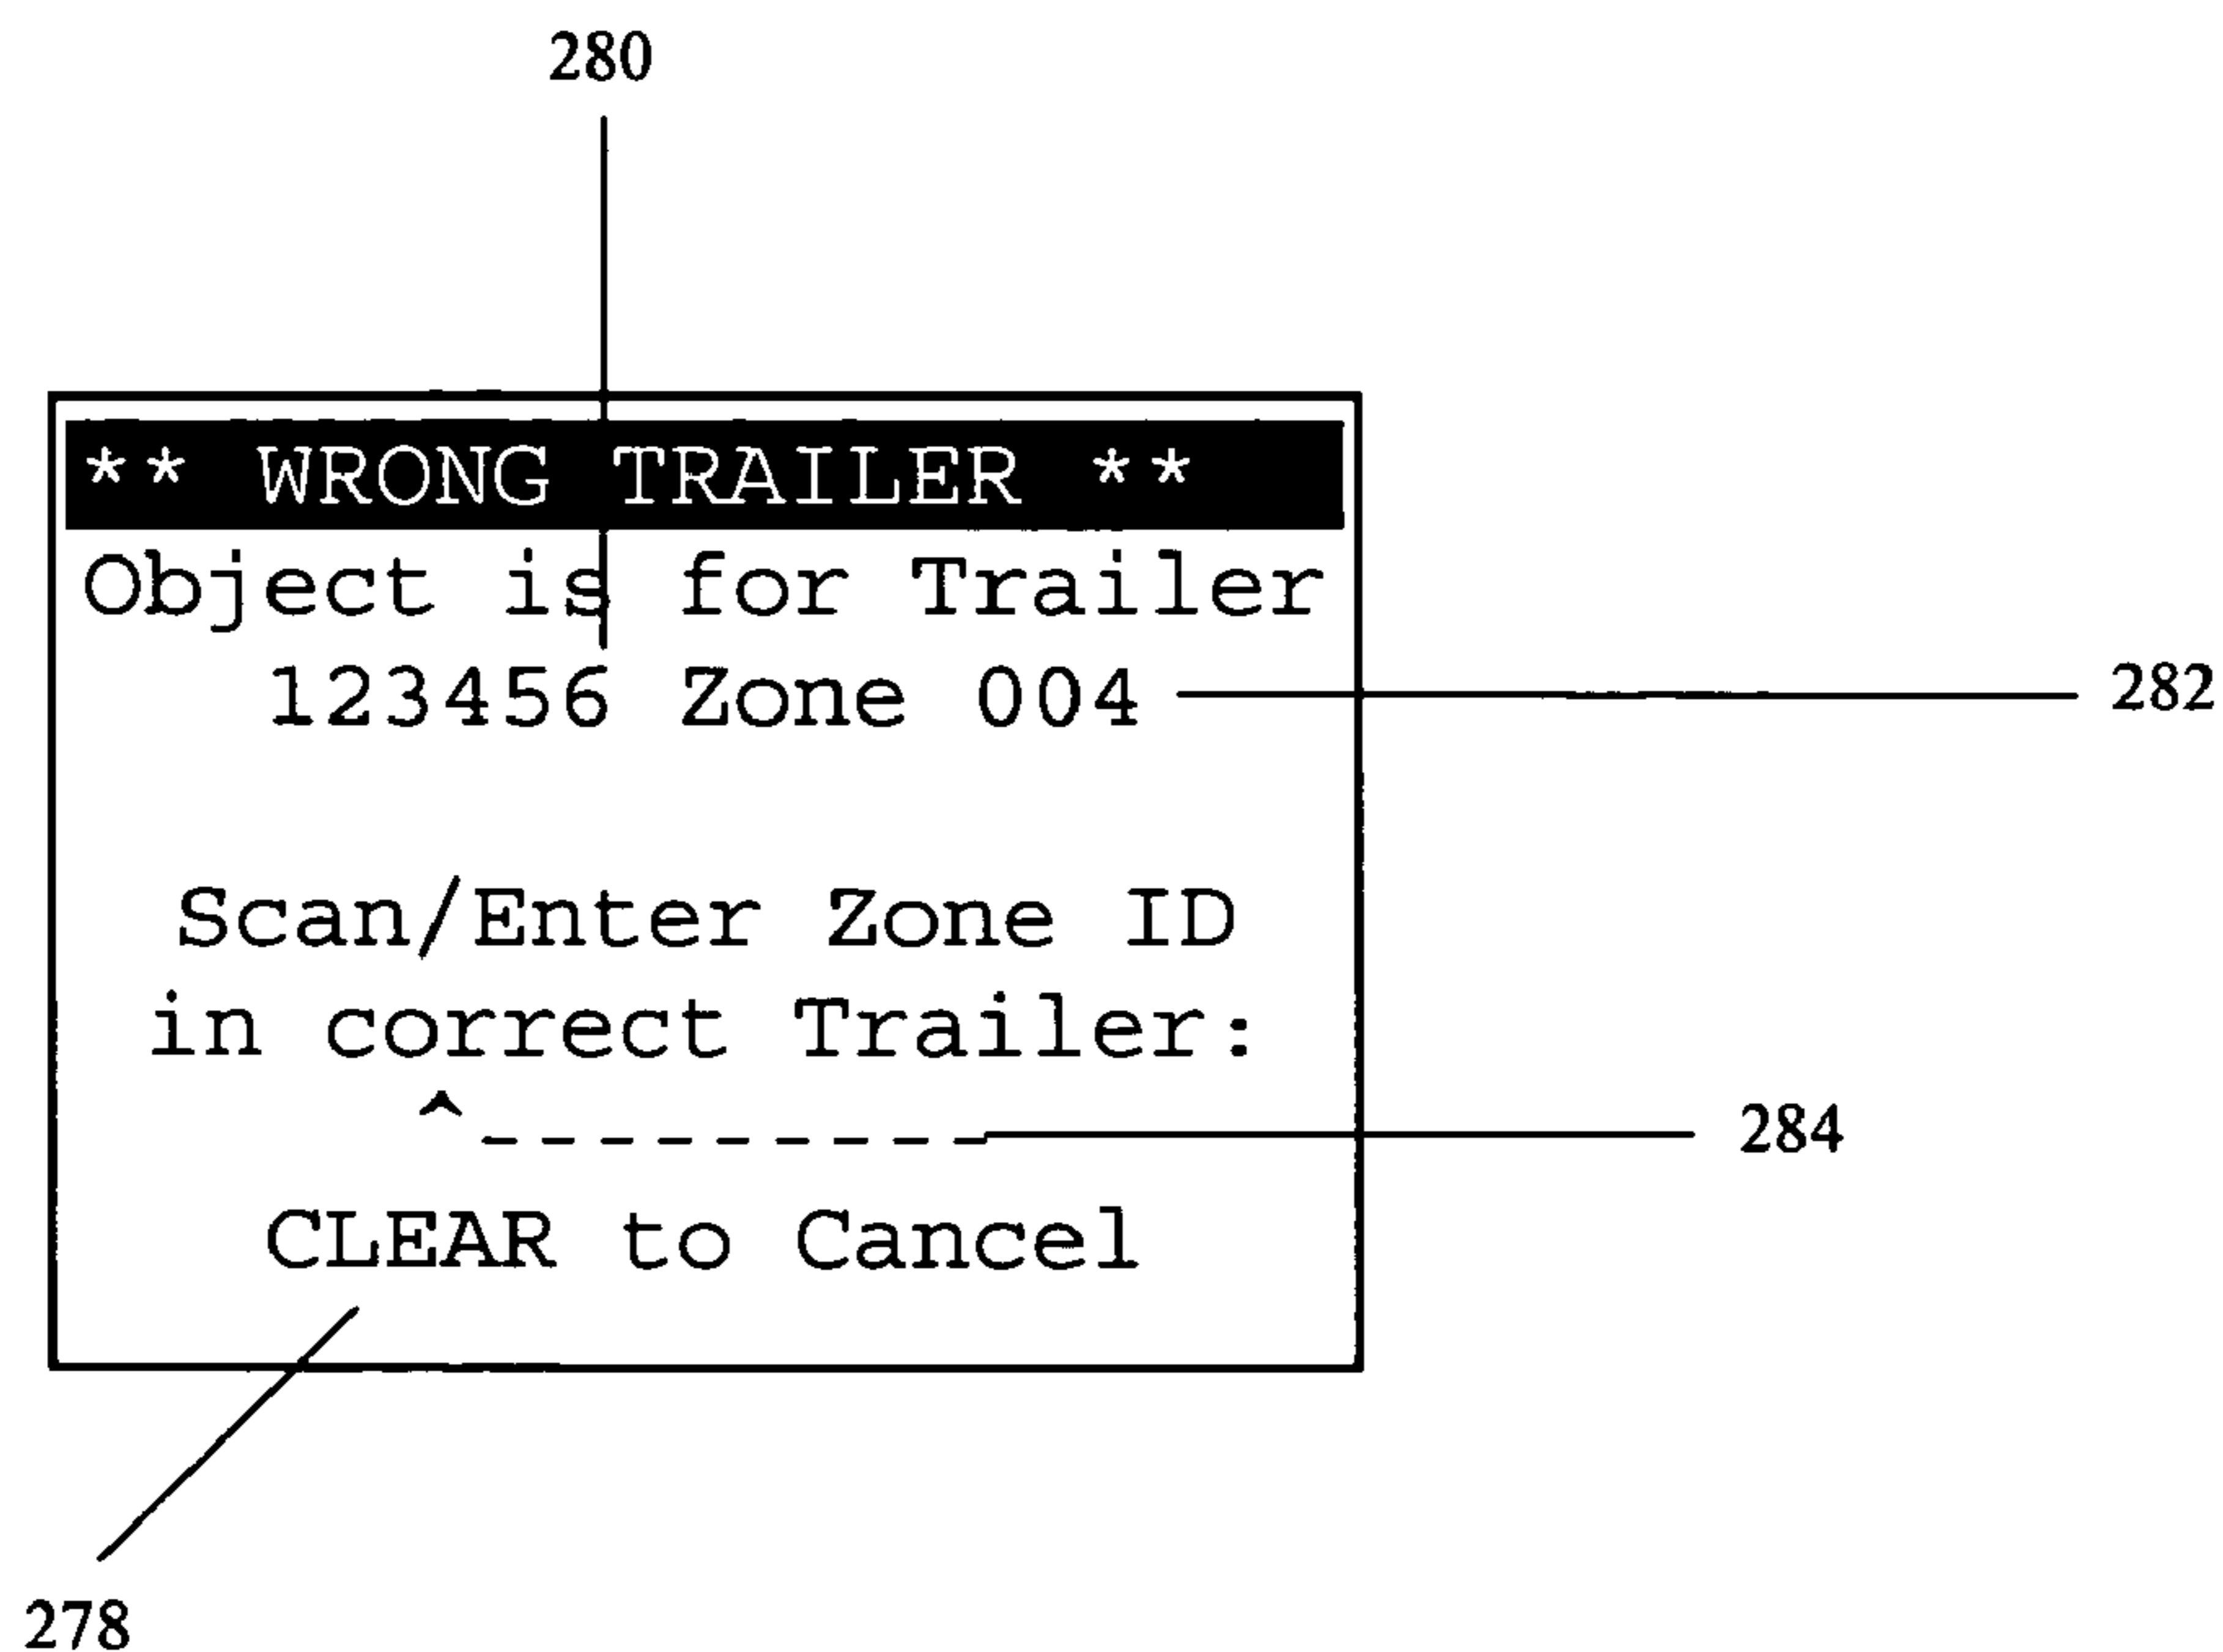 280
** WRONG TRAILER **
Object is for Trailer
123456 Zone 004
282
Scan/Enter Zone ID
in correct Trailer:
^_________
284
CLEAR to Cancel
278